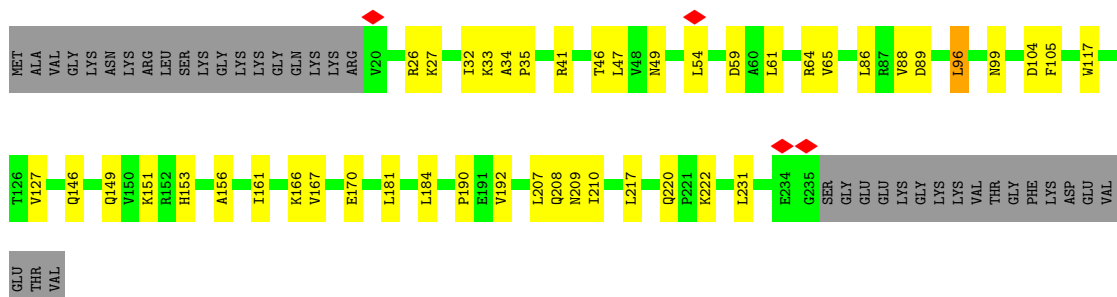 MET ALA VAL GLY LYS ASN LYS ARG LEU SER LYS GLY LYS LYS GLY GLN LYS LYS ARG V20 R26 K27 I32 K33 A34 P35 R41 T46 L47 V48 N49 L54 D59 A60 L61 R64 V65 L86 R87 V88 D89 L96 N99 D104 F105 W117
T126 V127 Q146 Q149 V150 K151 R152 H153 A156 I161 K166 V167 E170 L181 L184 P190 E191 V192 L207 Q208 N209 I210 L217 Q220 P221 K222 L231 E234 G235 SER GLY GLU GLU LYS GLY LYS LYS VAL THR GLY PHE LYS ASP GLU VAL
GLU THR VAL